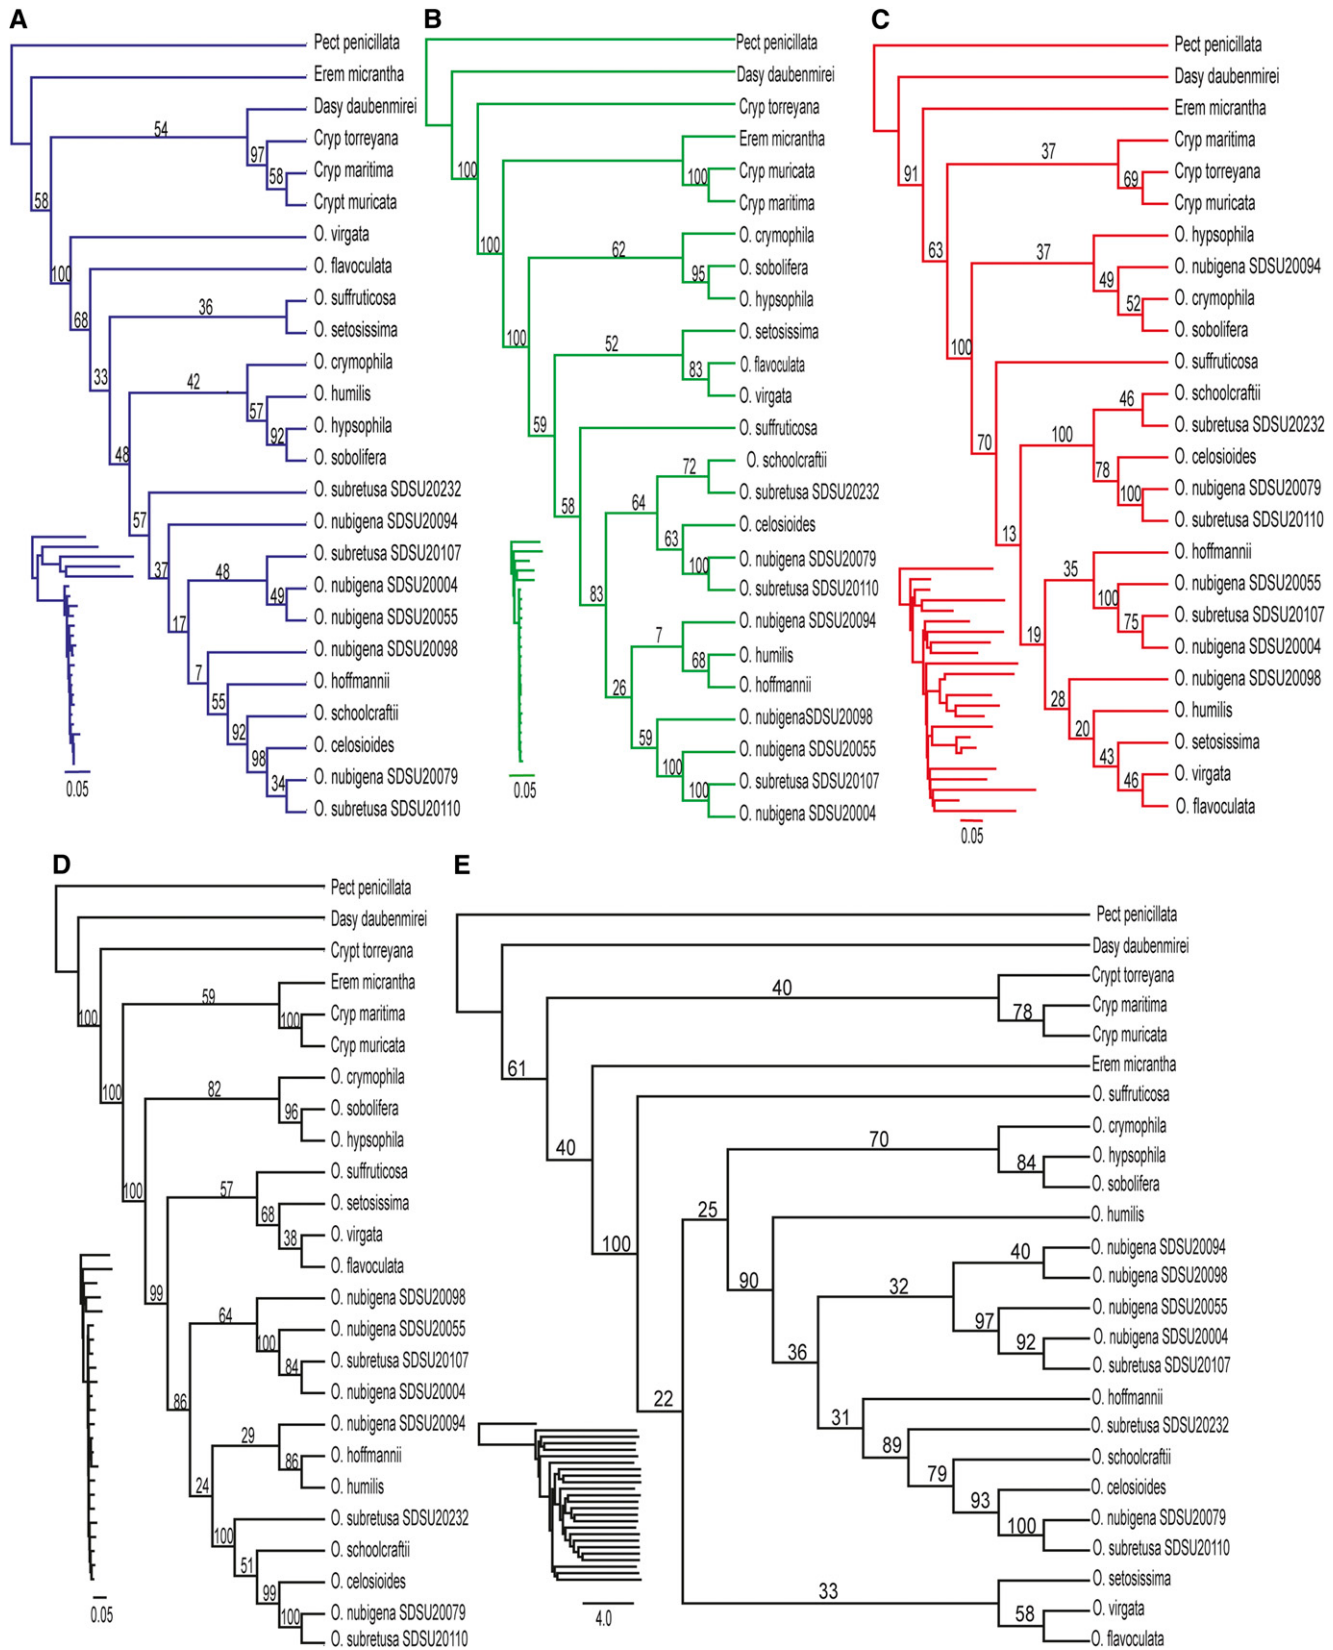 A
Pect penicillata
Erem micrantha
Dasy daubenmirei
54
Cryp torreyana
97
Cryp maritima
58
Crypt muricata
58
O. virgata
100
O. flavoculata
68
O. suffruticosa
36
O. setosissima
33
O. crymophila
42
O. humilis
57
O. hypsophila
92
O. sobolifera
48
O. subretusa SDSU20232
57
O. nubigena SDSU20094
37
O. subretusa SDSU20107
48
O. nubigena SDSU20004
49
O. nubigena SDSU20055
17
O. nubigena SDSU20098
7
O. hoffmannii
55
O. schoolcraftii
92
O. celosioides
98
O. nubigena SDSU20079
34
O. subretusa SDSU20110
0.05
B
Pect penicillata
Dasy daubenmirei
Cryp torreyana
100
Erem micrantha
Cryp muricata
100
Cryp maritima
100
O. crymophila
62
O. sobolifera
95
O. hypsophila
100
O. setosissima
52
O. flavoculata
83
O. virgata
59
O. suffruticosa
58
O. schoolcraftii
72
O. subretusa SDSU20232
64
O. celosioides
63
O. nubigena SDSU20079
100
O. subretusa SDSU20110
83
O. nubigena SDSU20094
7
O. humilis
68
O. hoffmannii
26
O. nubigenaSDSU20098
59
O. nubigena SDSU20055
100
O. subretusa SDSU20107
100
O. nubigena SDSU20004
0.05
C
Pect penicillata
Dasy daubenmirei
Erem micrantha
91
Cryp maritima
37
Cryp torreyana
69
Cryp muricata
63
O. hypsophila
37
O. nubigena SDSU20094
49
O. crymophila
52
O. sobolifera
100
O. suffruticosa
70
O. schoolcraftii
46
O. subretusa SDSU20232
100
O. celosioides
78
O. nubigena SDSU20079
100
O. subretusa SDSU20110
13
O. hoffmannii
35
O. nubigena SDSU20055
100
O. subretusa SDSU20107
75
O. nubigena SDSU20004
19
O. nubigena SDSU20098
28
O. humilis
20
O. setosissima
43
O. virgata
46
O. flavoculata
0.05
D
Pect penicillata
Dasy daubenmirei
Crypt torreyana
100
Erem micrantha
59
Cryp maritima
100
Cryp muricata
100
O. crymophila
82
O. sobolifera
96
O. hypsophila
100
O. suffruticosa
57
O. setosissima
68
O. virgata
38
O. flavoculata
99
O. nubigena SDSU20098
64
O. nubigena SDSU20055
100
O. subretusa SDSU20107
84
O. nubigena SDSU20004
86
O. nubigena SDSU20094
29
O. hoffmannii
86
O. humilis
24
O. subretusa SDSU20232
100
O. schoolcraftii
51
O. celosioides
99
O. nubigena SDSU20079
100
O. subretusa SDSU20110
0.05
E
Pect penicillata
Dasy daubenmirei
Crypt torreyana
40
Cryp maritima
78
Cryp muricata
61
Erem micrantha
40
O. suffruticosa
100
O. crymophila
70
O. hypsophila
84
O. sobolifera
25
O. humilis
90
O. nubigena SDSU20094
40
O. nubigena SDSU20098
32
O. nubigena SDSU20055
97
O. nubigena SDSU20004
92
O. subretusa SDSU20107
36
O. hoffmannii
31
O. subretusa SDSU20232
89
O. schoolcraftii
79
O. celosioides
93
O. nubigena SDSU20079
100
O. subretusa SDSU20110
22
O. setosissima
33
O. virgata
58
O. flavoculata
4.0